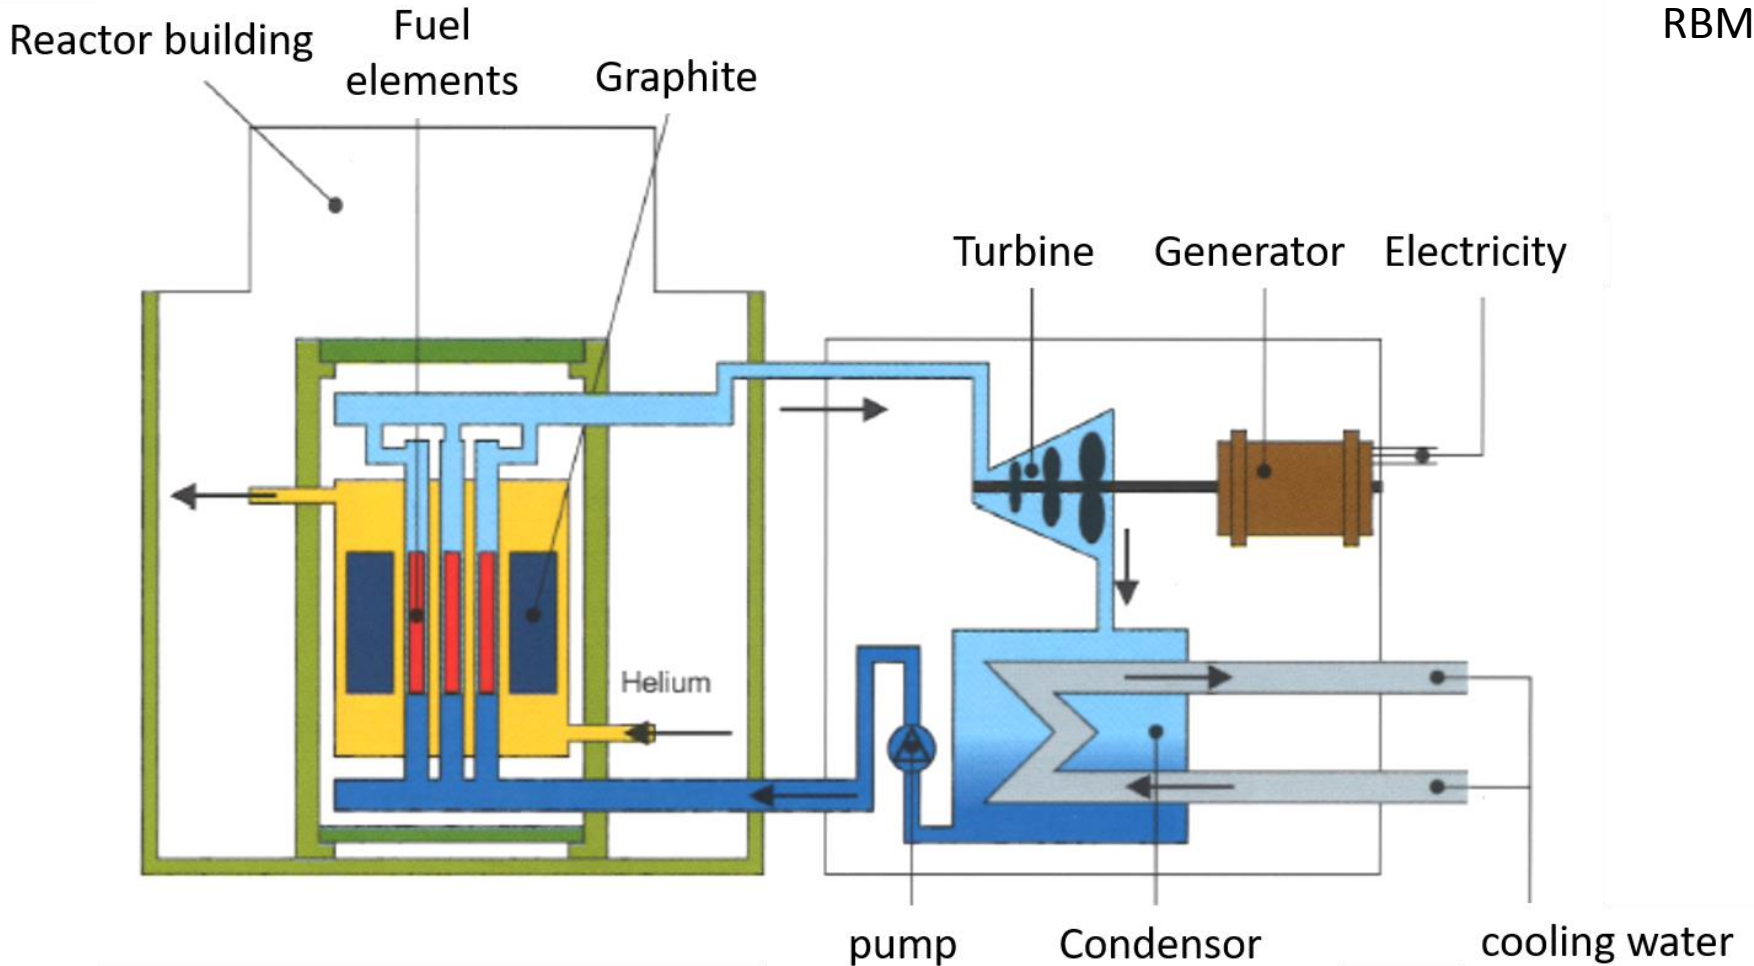 RBM
Reactor building
Fuel
elements
Graphite
Turbine
Generator
Electricity
Helium
pump
Condensor
cooling water